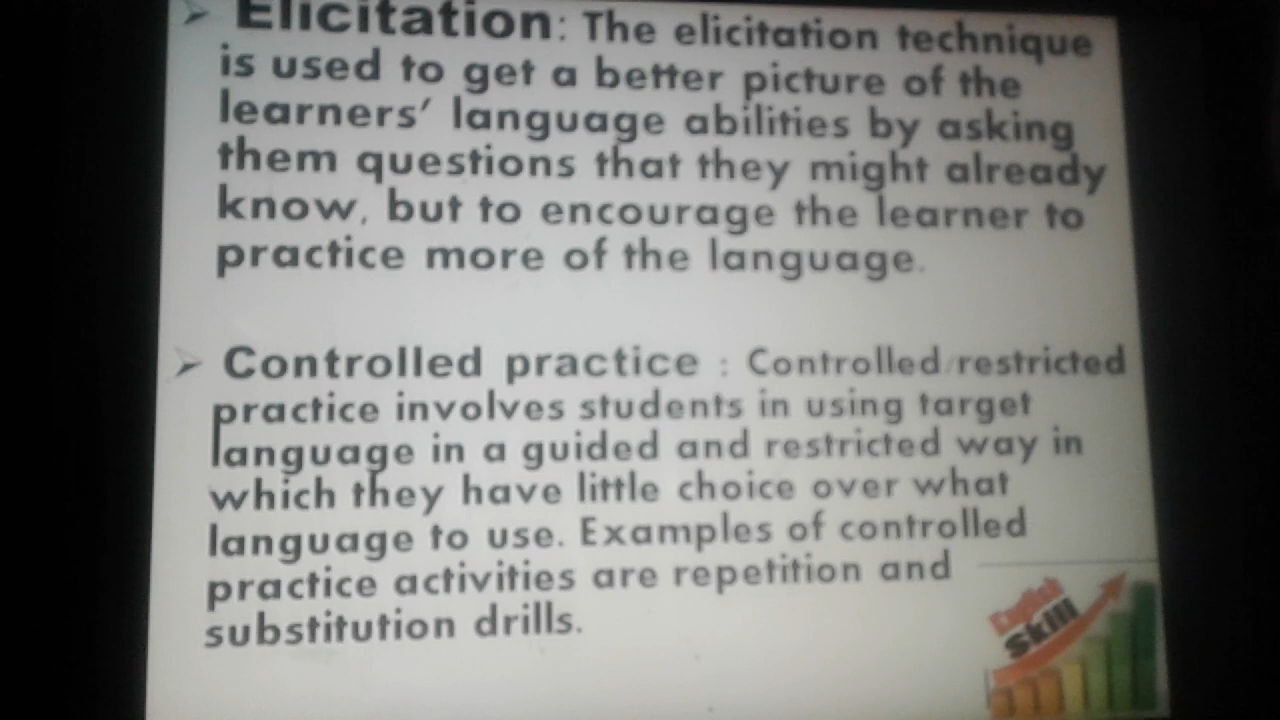 Elicitation: The elicitation technique
is used to get a better picture of the
learners' language abilities by asking
them questions that they might already
know, but to encourage the learner to
practice more of the language.
Controlled practice : Controlled/restricted
practice involves students in using target
language in a guided and restricted way in
which they have little choice over what
language to use. Examples of controlled
practice activities are repetition and
substitution drills.
English
Skill